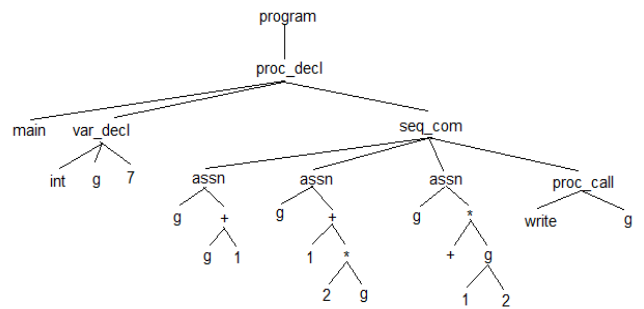 program
proc_decl
main var_decl seq_com
int g 7 assn assn assn proc_call
g + g + g * write g
g 1 1 * + g
2 g 1 2